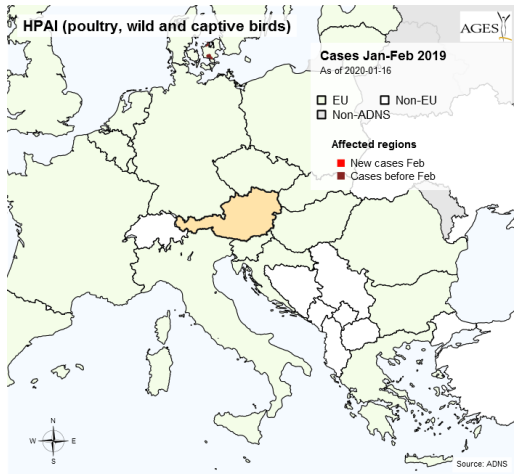 HPAI (poultry, wild and captive birds)
AGES
Cases Jan-Feb 2019
As of 2020-01-16
EU Non-EU
Non-ADNS
Affected regions
New cases Feb
Cases before Feb
N
W E
S
Source: ADNS